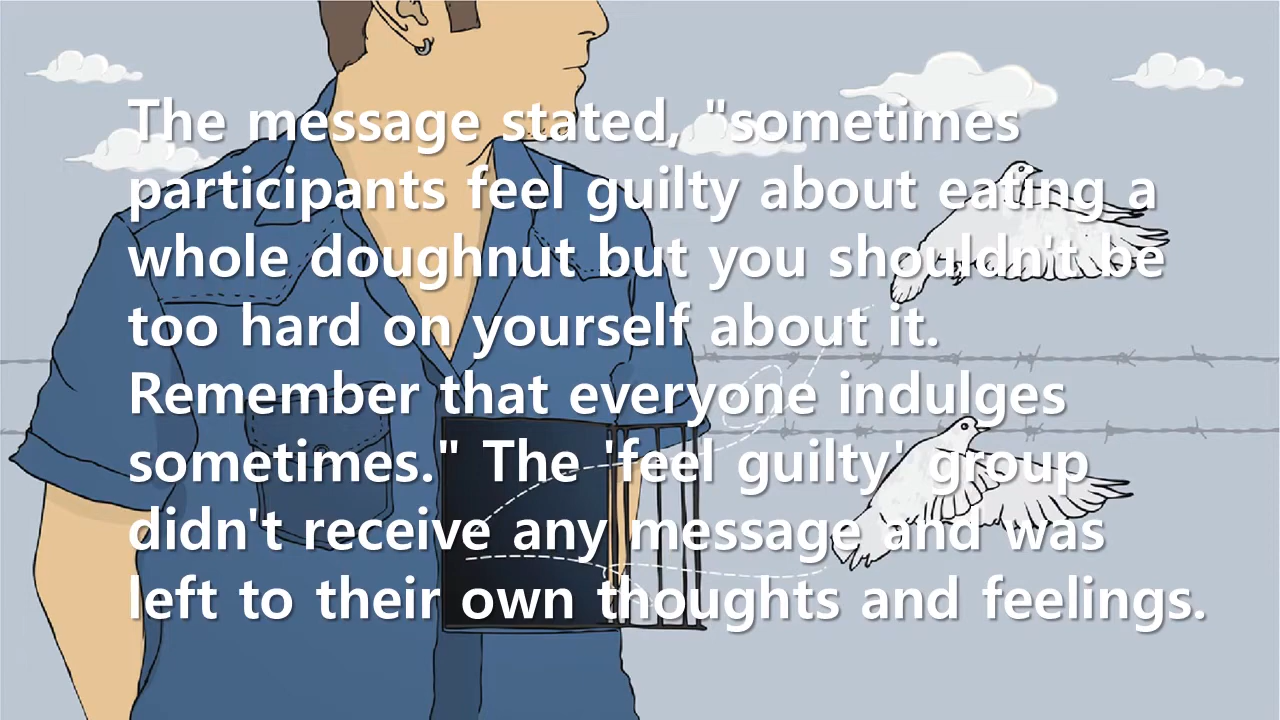 The message stated, "sometimes
participants feel guilty about eating a
whole doughnut but you shouldn't be
too hard on yourself about it.
Remember that everyone indulges
sometimes." The 'feel guilty' group
didn't receive any message and was
left to their own thoughts and feelings.